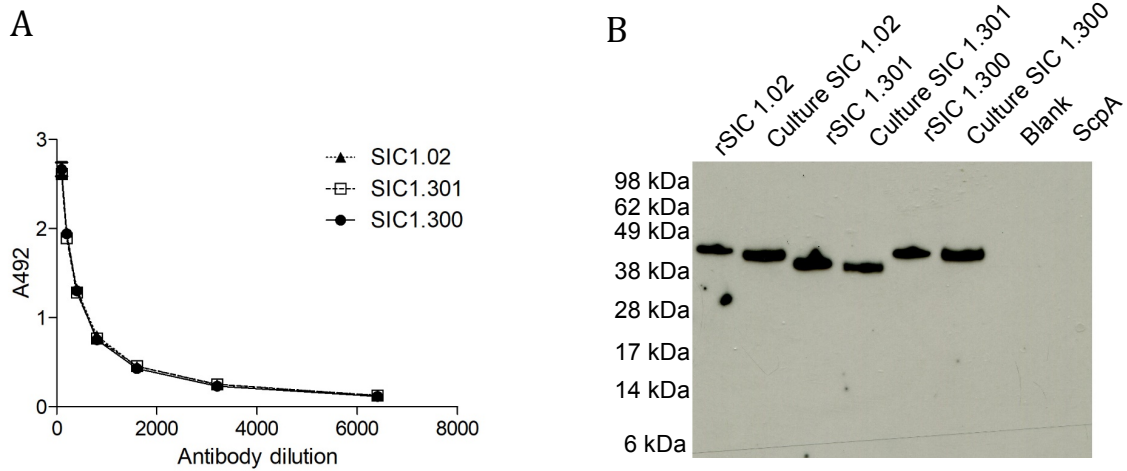 A
3
2
1
0
A492
0
2000
4000
6000
8000
Antibody dilution
SIC1.02
SIC1.301
SIC1.300
B
rSIC 1.02
Culture SIC 1.02
rSIC 1.301
Culture SIC 1.301
rSIC 1.300
Culture SIC 1.300
Blank
ScpA
98 kDa
62 kDa
49 kDa
38 kDa
28 kDa
17 kDa
14 kDa
6 kDa